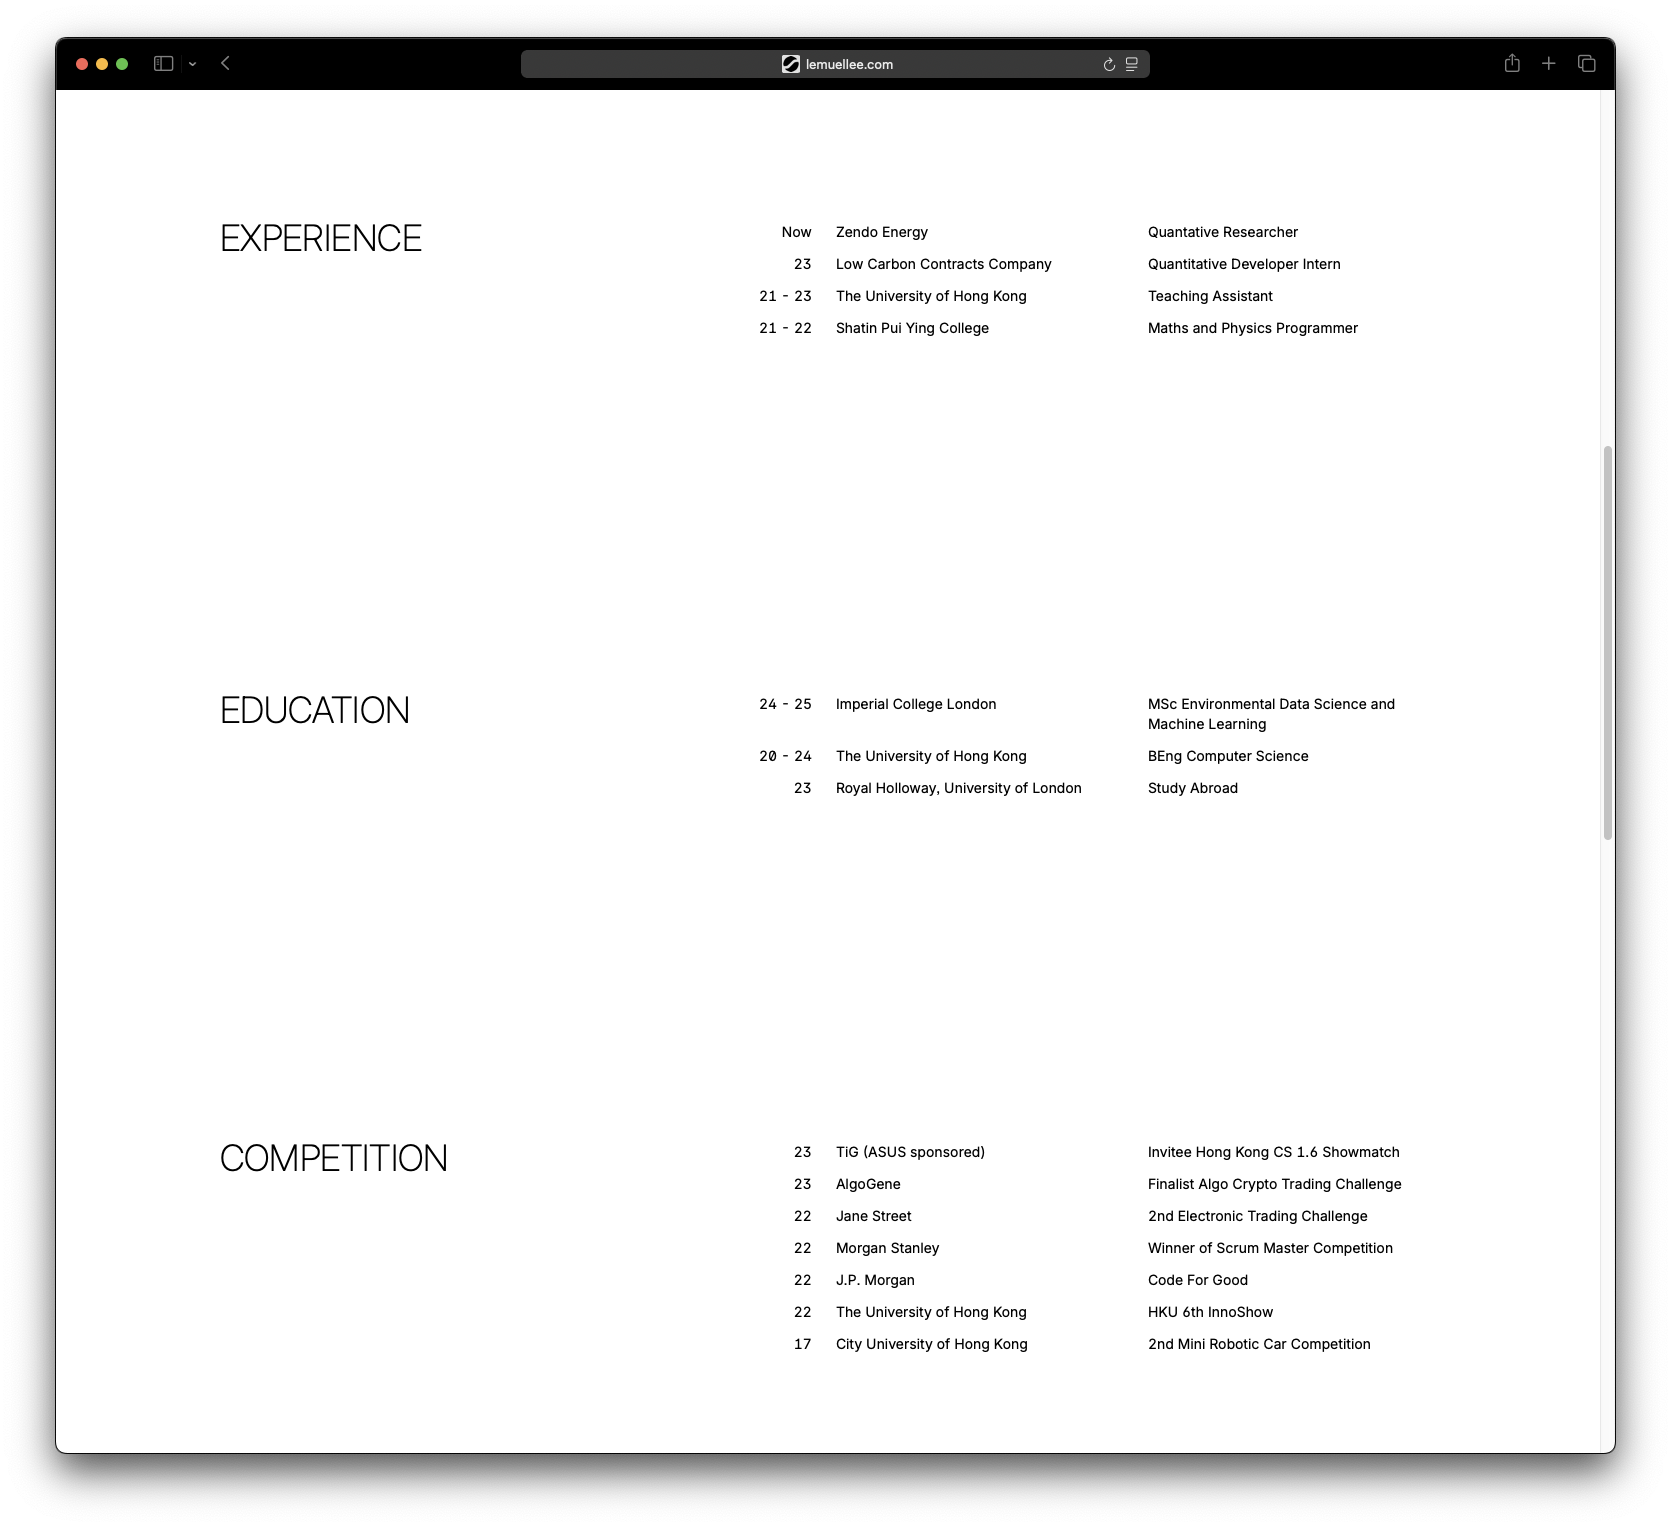 lemuellee.com
EXPERIENCE
Now Zendo Energy Quantative Researcher
23 Low Carbon Contracts Company Quantitative Developer Intern
21 - 23 The University of Hong Kong Teaching Assistant
21 - 22 Shatin Pui Ying College Maths and Physics Programmer
EDUCATION
24 - 25 Imperial College London MSc Environmental Data Science and
Machine Learning
20 - 24 The University of Hong Kong BEng Computer Science
23 Royal Holloway, University of London Study Abroad
COMPETITION
23 TiG (ASUS sponsored) Invitee Hong Kong CS 1.6 Showmatch
23 AlgoGene Finalist Algo Crypto Trading Challenge
22 Jane Street 2nd Electronic Trading Challenge
22 Morgan Stanley Winner of Scrum Master Competition
22 J.P. Morgan Code For Good
22 The University of Hong Kong HKU 6th InnoShow
17 City University of Hong Kong 2nd Mini Robotic Car Competition